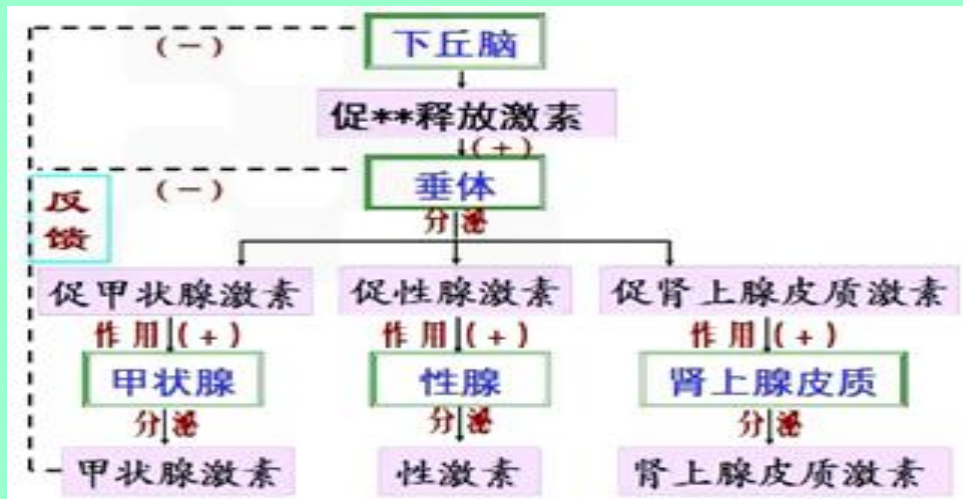 (－)
下丘脑
促**释放激素
(＋)
(－)
垂体
反
馈
分泌
促甲状腺激素 促性腺激素 促肾上腺皮质激素
作用(＋) 作用(＋) 作用(＋)
甲状腺 性腺 肾上腺皮质
分泌 分泌 分泌
甲状腺激素 性激素 肾上腺皮质激素